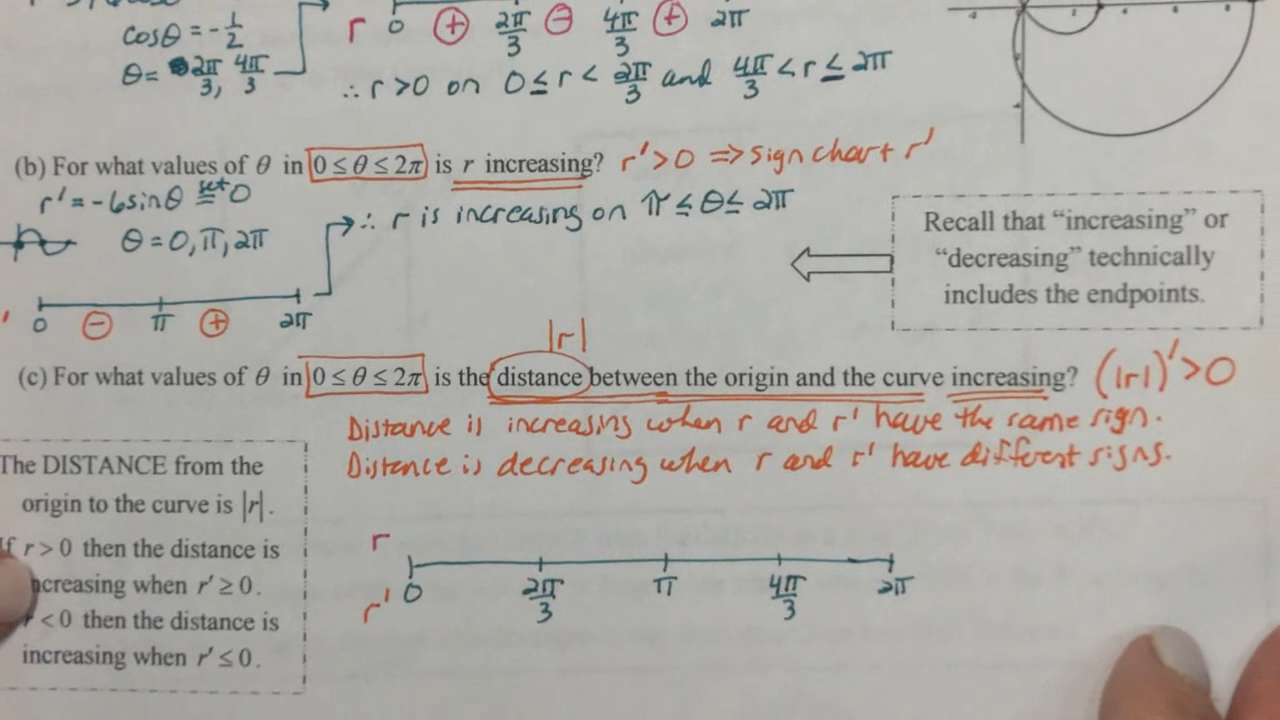 cosθ = -1/2
θ = 2π/3, 4π/3
r 0 + 2π/3 - 4π/3 + 2π
∴ r > 0 on 0 ≤ r < 2π/3 and 4π/3 < r ≤ 2π
(b) For what values of θ in 0 ≤ θ ≤ 2π is r increasing? r' > 0 => sign chart r'
r' = -6sinθ set= 0
θ = 0, π, 2π
∴ r is increasing on π ≤ θ ≤ 2π
Recall that “increasing” or
“decreasing” technically
includes the endpoints.
0 - π + 2π
|r|
(c) For what values of θ in 0 ≤ θ ≤ 2π is the distance between the origin and the curve increasing? (|r|)' > 0
Distance is increasing when r and r' have the same sign.
Distance is decreasing when r and r' have different signs.
The DISTANCE from the
origin to the curve is |r|.
If r > 0 then the distance is
increasing when r' ≥ 0.
r < 0 then the distance is
increasing when r' ≤ 0.
r
r' 0 2π/3 π 4π/3 2π